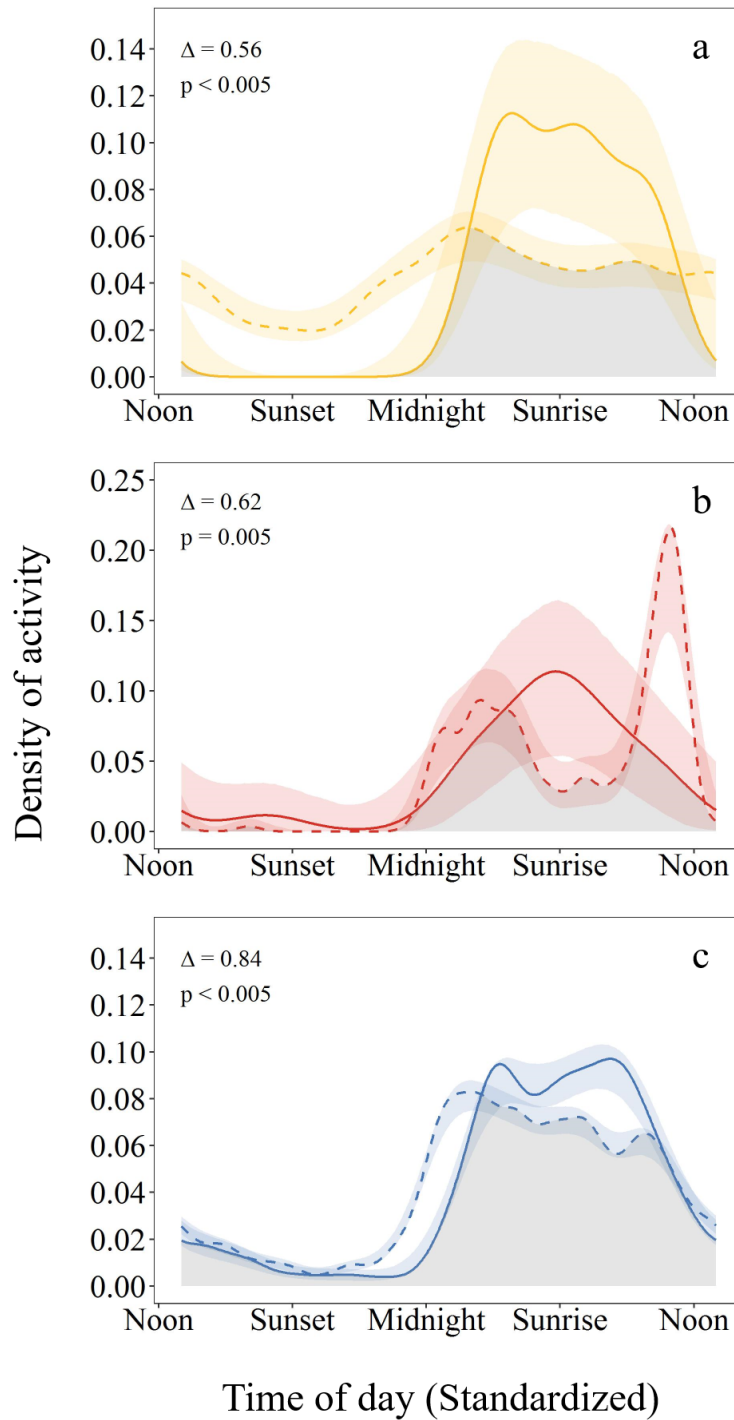 Δ = 0.56
p < 0.005
a
0.14
0.12
0.10
0.08
0.06
0.04
0.02
0.00
Noon Sunset Midnight Sunrise Noon
Δ = 0.62
p = 0.005
b
0.25
0.20
0.15
0.10
0.05
0.00
Noon Sunset Midnight Sunrise Noon
Density of activity
Δ = 0.84
p < 0.005
c
0.14
0.12
0.10
0.08
0.06
0.04
0.02
0.00
Noon Sunset Midnight Sunrise Noon
Time of day (Standardized)